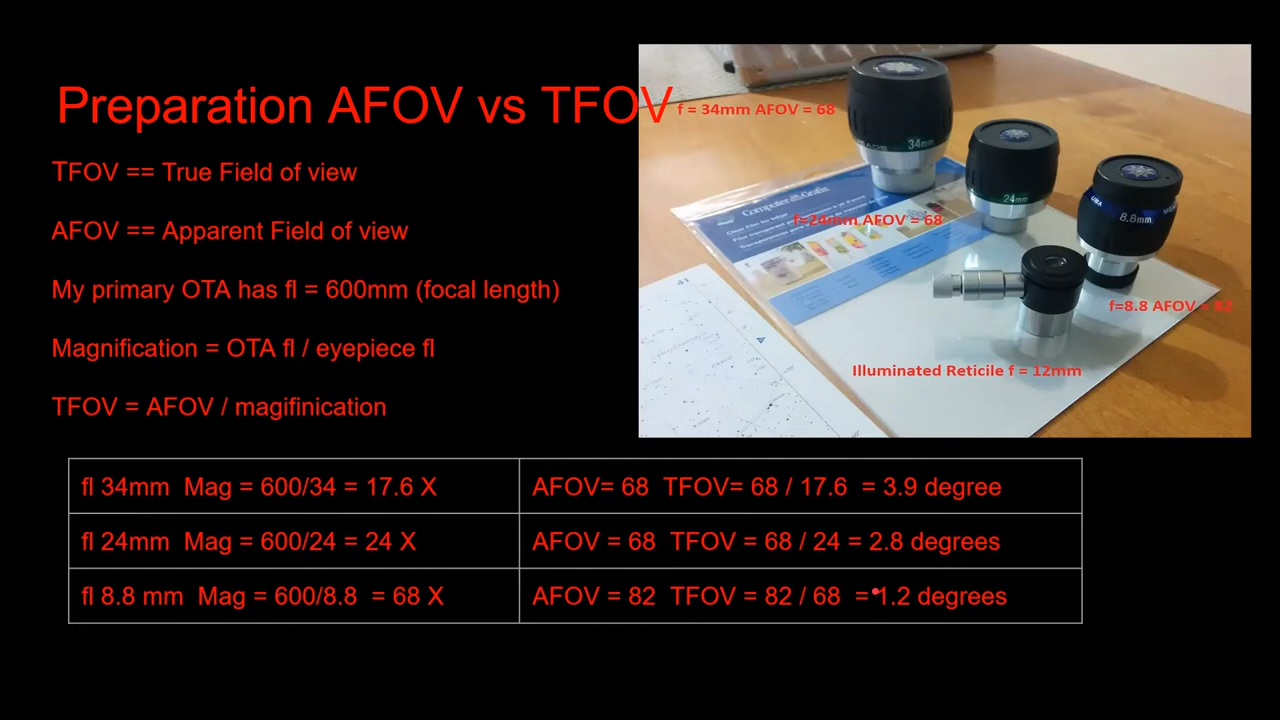 Preparation AFOV vs TFOV
TFOV == True Field of view
AFOV == Apparent Field of view
My primary OTA has fl = 600mm (focal length)
Magnification = OTA fl / eyepiece fl
TFOV = AFOV / magifinication
f = 34mm AFOV = 68
34mm
24mm
UWA
8.8mm
Computer Grafix
f=24mm AFOV = 68
f=8.8 AFOV = 82
Illuminated Reticile f = 12mm
fl 34mm Mag = 600/34 = 17.6 X
AFOV= 68 TFOV= 68 / 17.6 = 3.9 degree
fl 24mm Mag = 600/24 = 24 X
AFOV = 68 TFOV = 68 / 24 = 2.8 degrees
fl 8.8 mm Mag = 600/8.8 = 68 X
AFOV = 82 TFOV = 82 / 68 = 1.2 degrees